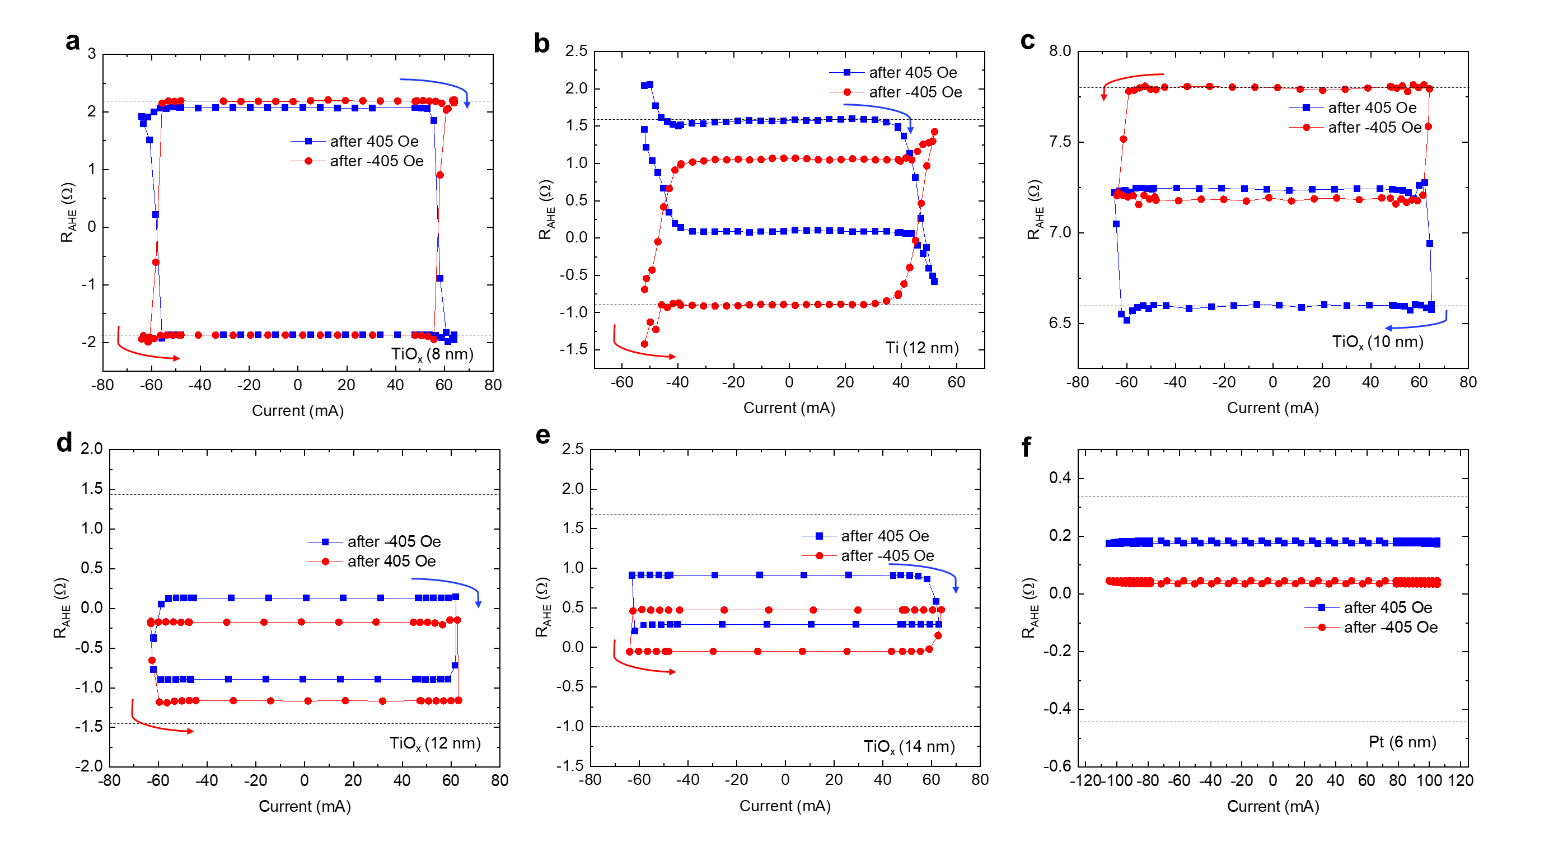 a
3
2
1
0
-1
-2
-80 -60 -40 -20 0 20 40 60 80
R_AHE (Ω)
Current (mA)
after 405 Oe
after -405 Oe
TiOₓ (8 nm)
b
2.5
2.0
1.5
1.0
0.5
0.0
-0.5
-1.0
-1.5
-60 -40 -20 0 20 40 60
R_AHE (Ω)
Current (mA)
after 405 Oe
after -405 Oe
Ti (12 nm)
c
8.0
7.5
7.0
6.5
-80 -60 -40 -20 0 20 40 60 80
R_AHE (Ω)
Current (mA)
after 405 Oe
after -405 Oe
TiOₓ (10 nm)
d
2.0
1.5
1.0
0.5
0.0
-0.5
-1.0
-1.5
-2.0
-80 -60 -40 -20 0 20 40 60 80
R_AHE (Ω)
Current (mA)
after -405 Oe
after 405 Oe
TiOₓ (12 nm)
e
2.5
2.0
1.5
1.0
0.5
0.0
-0.5
-1.0
-1.5
-80 -60 -40 -20 0 20 40 60 80
R_AHE (Ω)
Current (mA)
after 405 Oe
after -405 Oe
TiOₓ (14 nm)
f
0.4
0.2
0.0
-0.2
-0.4
-0.6
-120 -100 -80 -60 -40 -20 0 20 40 60 80 100 120
R_AHE (Ω)
Current (mA)
after 405 Oe
after -405 Oe
Pt (6 nm)